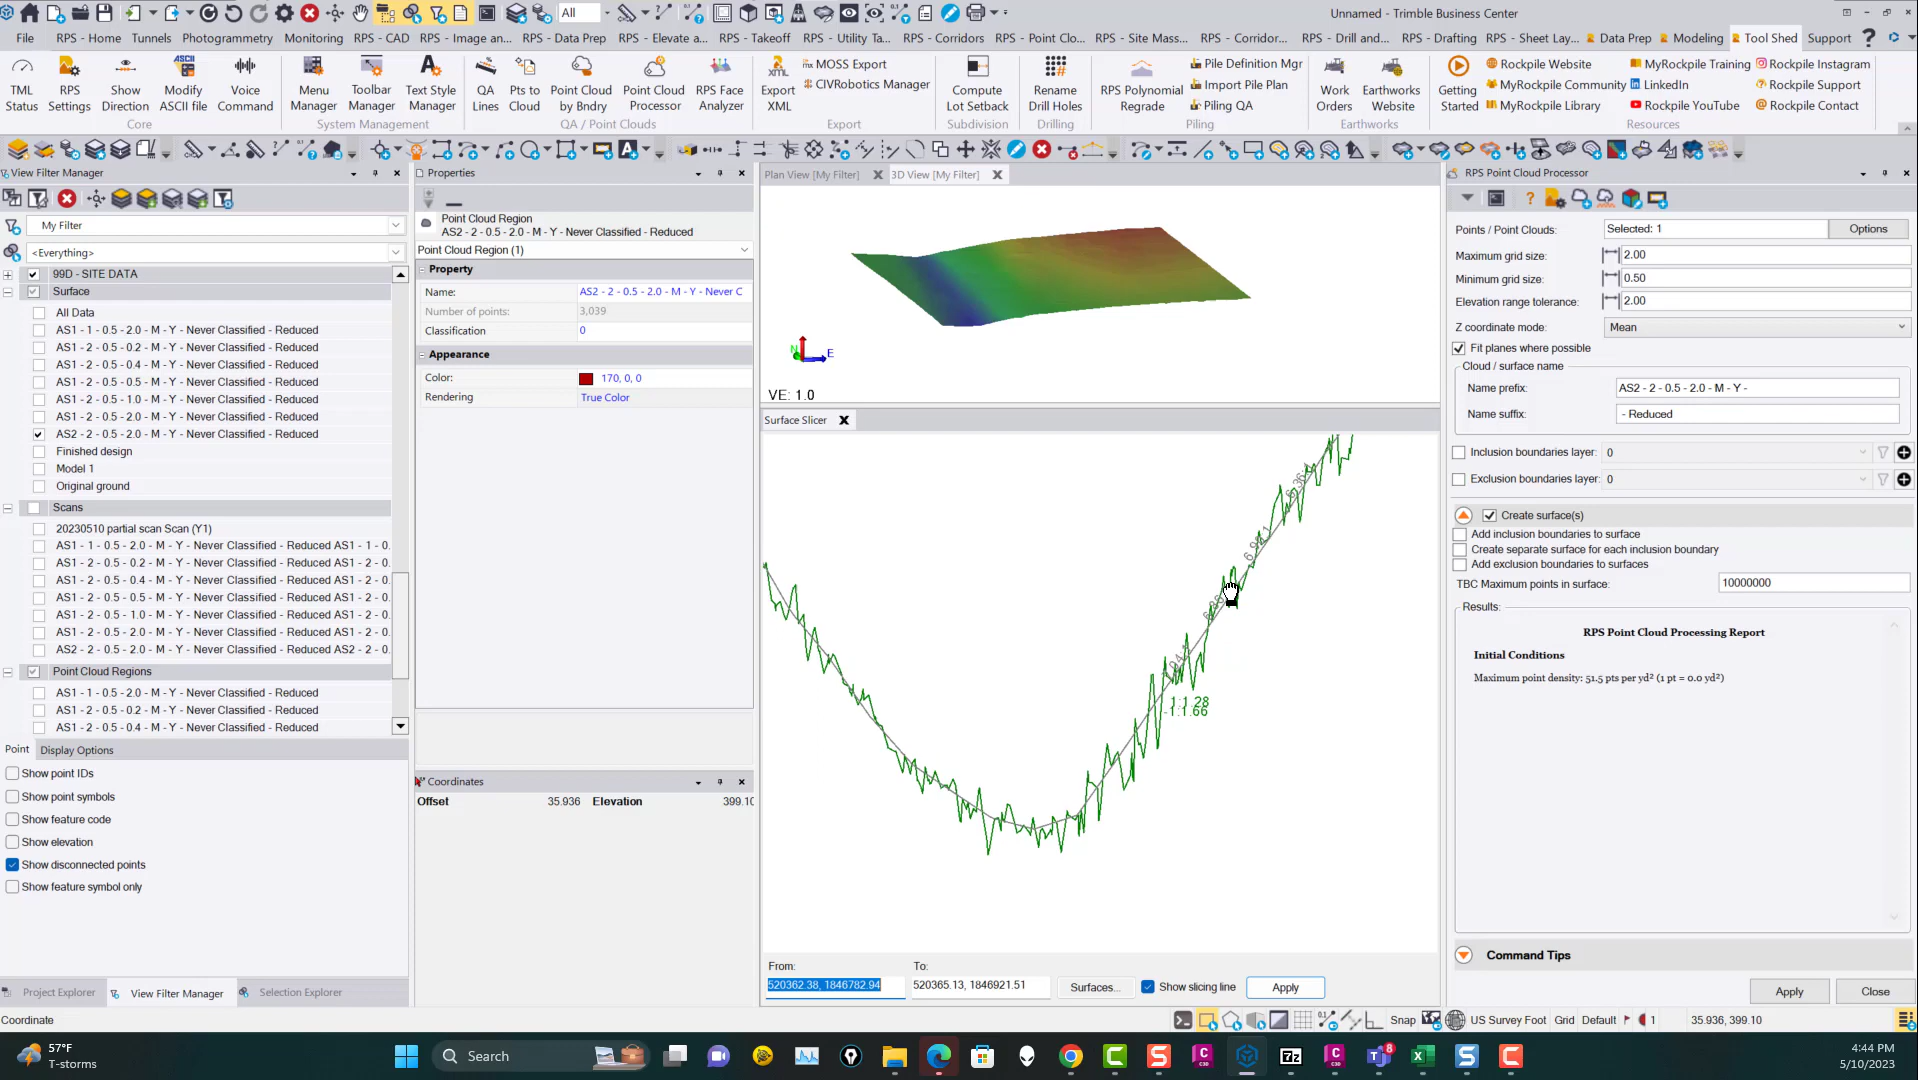 All
Unnamed - Trimble Business Center
File
RPS - Home
Tunnels
Photogrammetry
Monitoring
RPS - CAD
RPS - Image an...
RPS - Data Prep
RPS - Elevate a...
RPS - Takeoff
RPS - Utility Ta...
RPS - Corridors
RPS - Point Clo...
RPS - Site Mass...
RPS - Corridor...
RPS - Drill and...
RPS - Drafting
RPS - Sheet Lay...
Data Prep
Modeling
Tool Shed
Support
TML Status
RPS Settings
Show Direction
Modify ASCII file
Voice Command
Core
Menu Manager
Toolbar Manager
Text Style Manager
System Management
QA Lines
Pts to Cloud
Point Cloud by Bndry
Point Cloud Processor
RPS Face Analyzer
QA / Point Clouds
Export XML
MOSS Export
CIVRobotics Manager
Export
Compute Lot Setback
Subdivision
Rename Drill Holes
Drilling
RPS Polynomial Regrade
Pile Definition Mgr
Import Pile Plan
Piling QA
Piling
Work Orders
Earthworks Website
Earthworks
Getting Started
Rockpile Website
MyRockpile Community
MyRockpile Library
MyRockpile Training
LinkedIn
Rockpile YouTube
Rockpile Instagram
Rockpile Support
Rockpile Contact
Resources
View Filter Manager
My Filter
<Everything>
99D - SITE DATA
Surface
All Data
AS1 - 1 - 0.5 - 2.0 - M - Y - Never Classified - Reduced
AS1 - 2 - 0.5 - 0.2 - M - Y - Never Classified - Reduced
AS1 - 2 - 0.5 - 0.4 - M - Y - Never Classified - Reduced
AS1 - 2 - 0.5 - 0.5 - M - Y - Never Classified - Reduced
AS1 - 2 - 0.5 - 1.0 - M - Y - Never Classified - Reduced
AS1 - 2 - 0.5 - 2.0 - M - Y - Never Classified - Reduced
AS2 - 2 - 0.5 - 2.0 - M - Y - Never Classified - Reduced
Finished design
Model 1
Original ground
Scans
20230510 partial scan Scan (Y1)
AS1 - 1 - 0.5 - 2.0 - M - Y - Never Classified - Reduced AS1 - 1 - 0.
AS1 - 2 - 0.5 - 0.2 - M - Y - Never Classified - Reduced AS1 - 2 - 0.
AS1 - 2 - 0.5 - 0.4 - M - Y - Never Classified - Reduced AS1 - 2 - 0.
AS1 - 2 - 0.5 - 0.5 - M - Y - Never Classified - Reduced AS1 - 2 - 0.
AS1 - 2 - 0.5 - 1.0 - M - Y - Never Classified - Reduced AS1 - 2 - 0.
AS1 - 2 - 0.5 - 2.0 - M - Y - Never Classified - Reduced AS1 - 2 - 0.
AS2 - 2 - 0.5 - 2.0 - M - Y - Never Classified - Reduced AS2 - 2 - 0.
Point Cloud Regions
AS1 - 1 - 0.5 - 2.0 - M - Y - Never Classified - Reduced
AS1 - 2 - 0.5 - 0.2 - M - Y - Never Classified - Reduced
AS1 - 2 - 0.5 - 0.4 - M - Y - Never Classified - Reduced
Point
Display Options
Show point IDs
Show point symbols
Show feature code
Show elevation
Show disconnected points
Show feature symbol only
Project Explorer
View Filter Manager
Selection Explorer
Properties
Point Cloud Region
AS2 - 2 - 0.5 - 2.0 - M - Y - Never Classified - Reduced
Point Cloud Region (1)
Property
Name: AS2 - 2 - 0.5 - 2.0 - M - Y - Never C
Number of points: 3,039
Classification: 0
Appearance
Color: 170, 0, 0
Rendering True Color
Coordinates
Offset 35.936 Elevation 399.10
Plan View [My Filter]
3D View [My Filter]
N
E
VE: 1.0
Surface Slicer
1:1.28
-1:1.66
From:
520362.38, 1846782.94
To:
520365.13, 1846921.51
Surfaces...
Show slicing line
Apply
RPS Point Cloud Processor
Points / Point Clouds: Selected: 1
Options
Maximum grid size: 2.00
Minimum grid size: 0.50
Elevation range tolerance: 2.00
Z coordinate mode: Mean
Fit planes where possible
Cloud / surface name
Name prefix: AS2 - 2 - 0.5 - 2.0 - M - Y -
Name suffix: - Reduced
Inclusion boundaries layer: 0
Exclusion boundaries layer: 0
Create surface(s)
Add inclusion boundaries to surface
Create separate surface for each inclusion boundary
Add exclusion boundaries to surfaces
TBC Maximum points in surface: 10000000
Results:
RPS Point Cloud Processing Report
Initial Conditions
Maximum point density: 51.5 pts per yd² (1 pt = 0.0 yd²)
Command Tips
Apply
Close
Coordinate
Snap
US Survey Foot
Grid
Default
1
35.936, 399.10
57°F
T-storms
Search
8
4:44 PM
5/10/2023